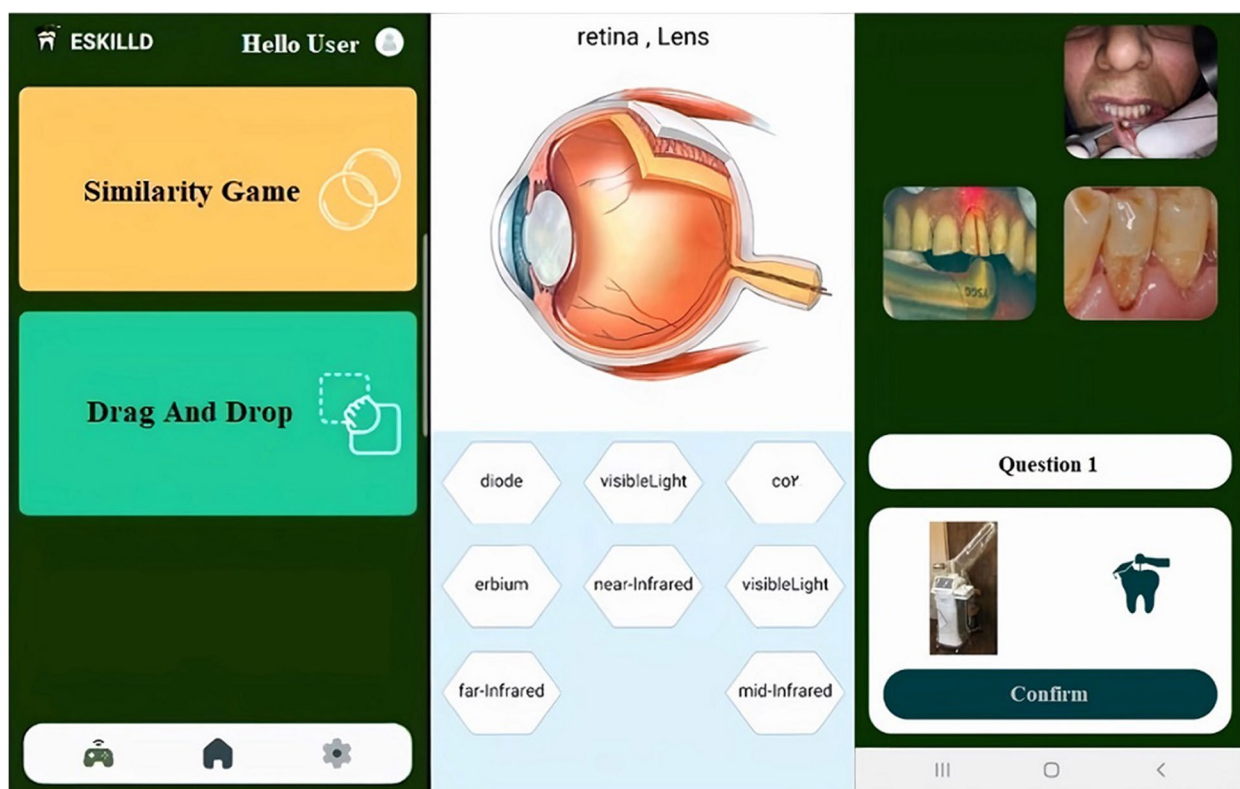 ESKILLD
Hello User
Similarity Game
Drag And Drop
retina , Lens
diode
visibleLight
co۲
erbium
near-Infrared
visibleLight
far-Infrared
mid-Infrared
Question 1
Confirm